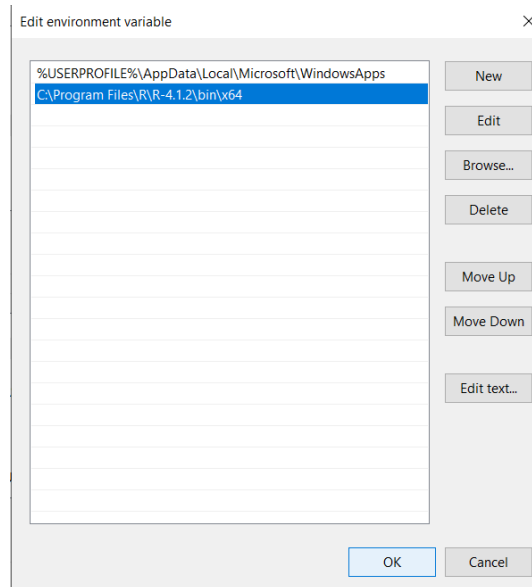 Edit environment variable
%USERPROFILE%\AppData\Local\Microsoft\WindowsApps
C:\Program Files\R\R-4.1.2\bin\x64
New
Edit
Browse...
Delete
Move Up
Move Down
Edit text...
OK
Cancel